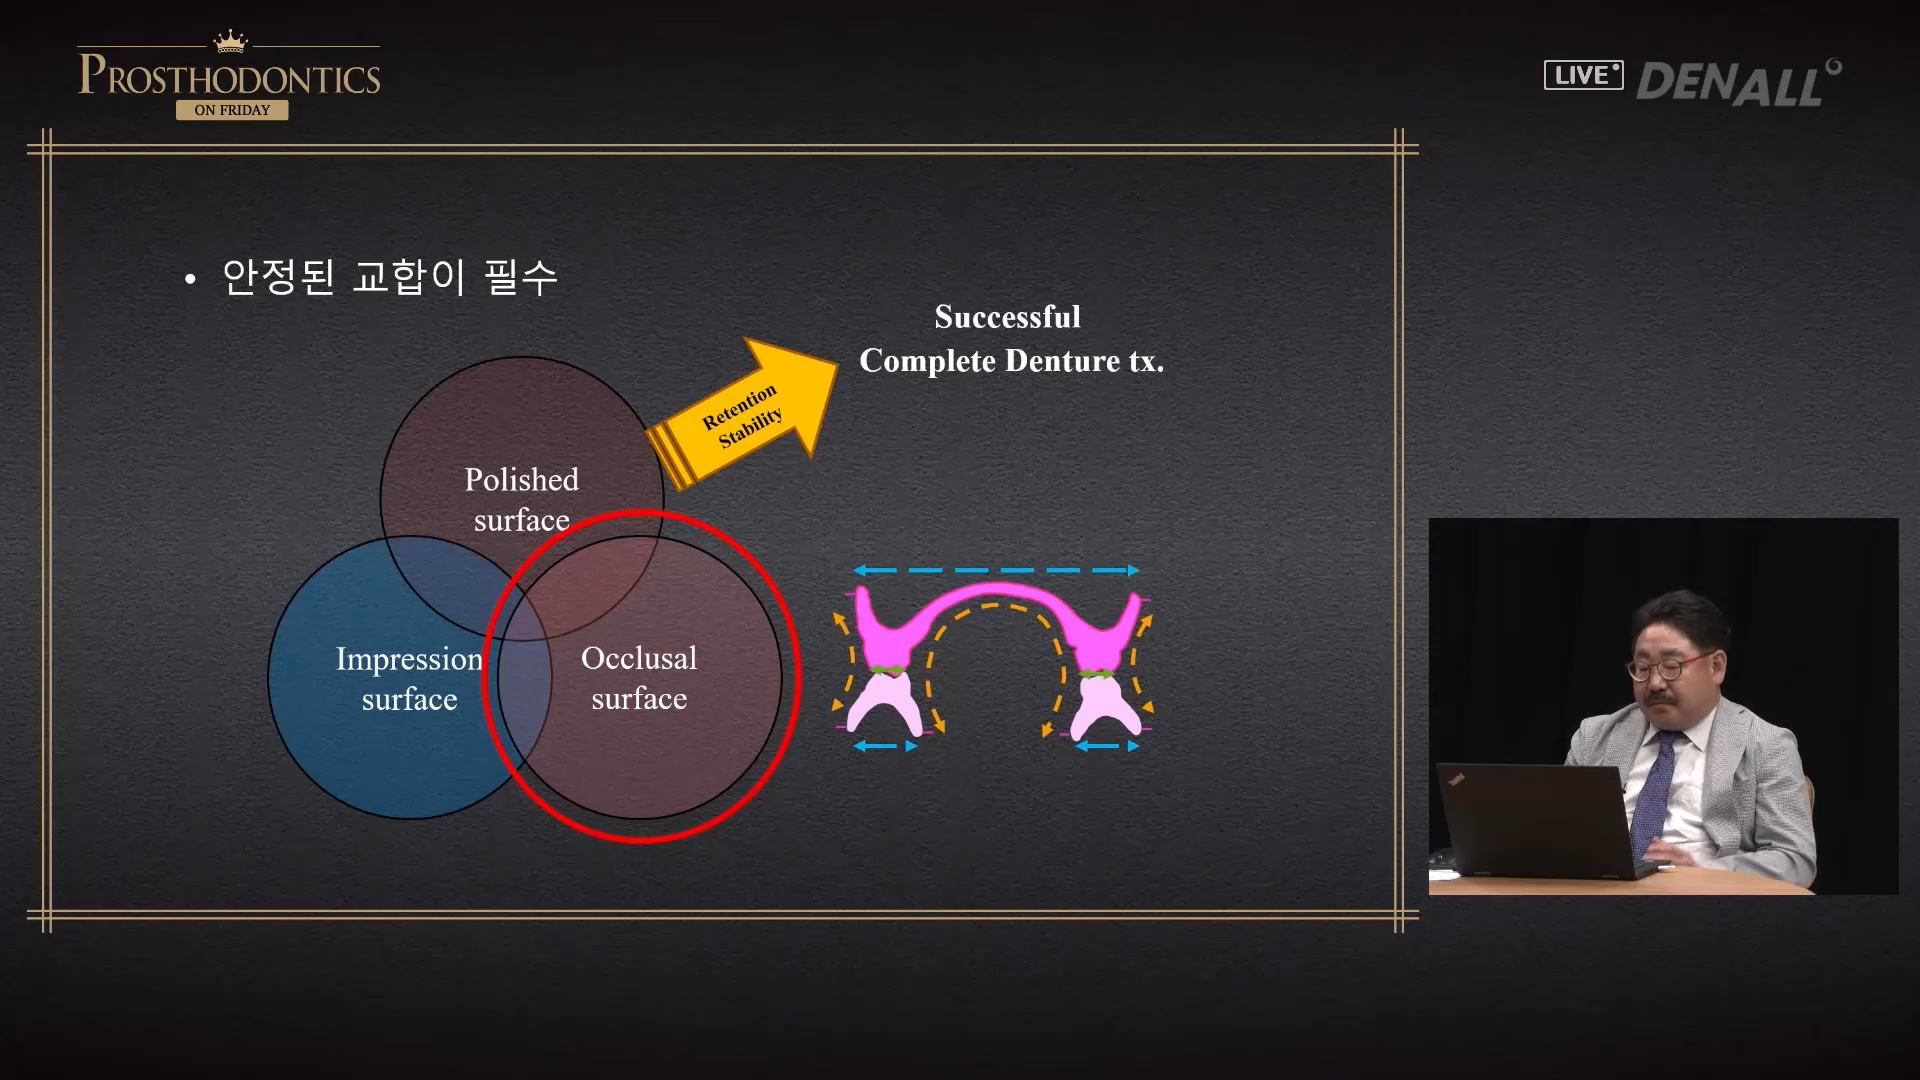 PROSTHODONTICS
ON FRIDAY
LIVE
DENALL
• 안정된 교합이 필수
Successful
Complete Denture tx.
Retention
Stability
Polished
surface
Impression
surface
Occlusal
surface